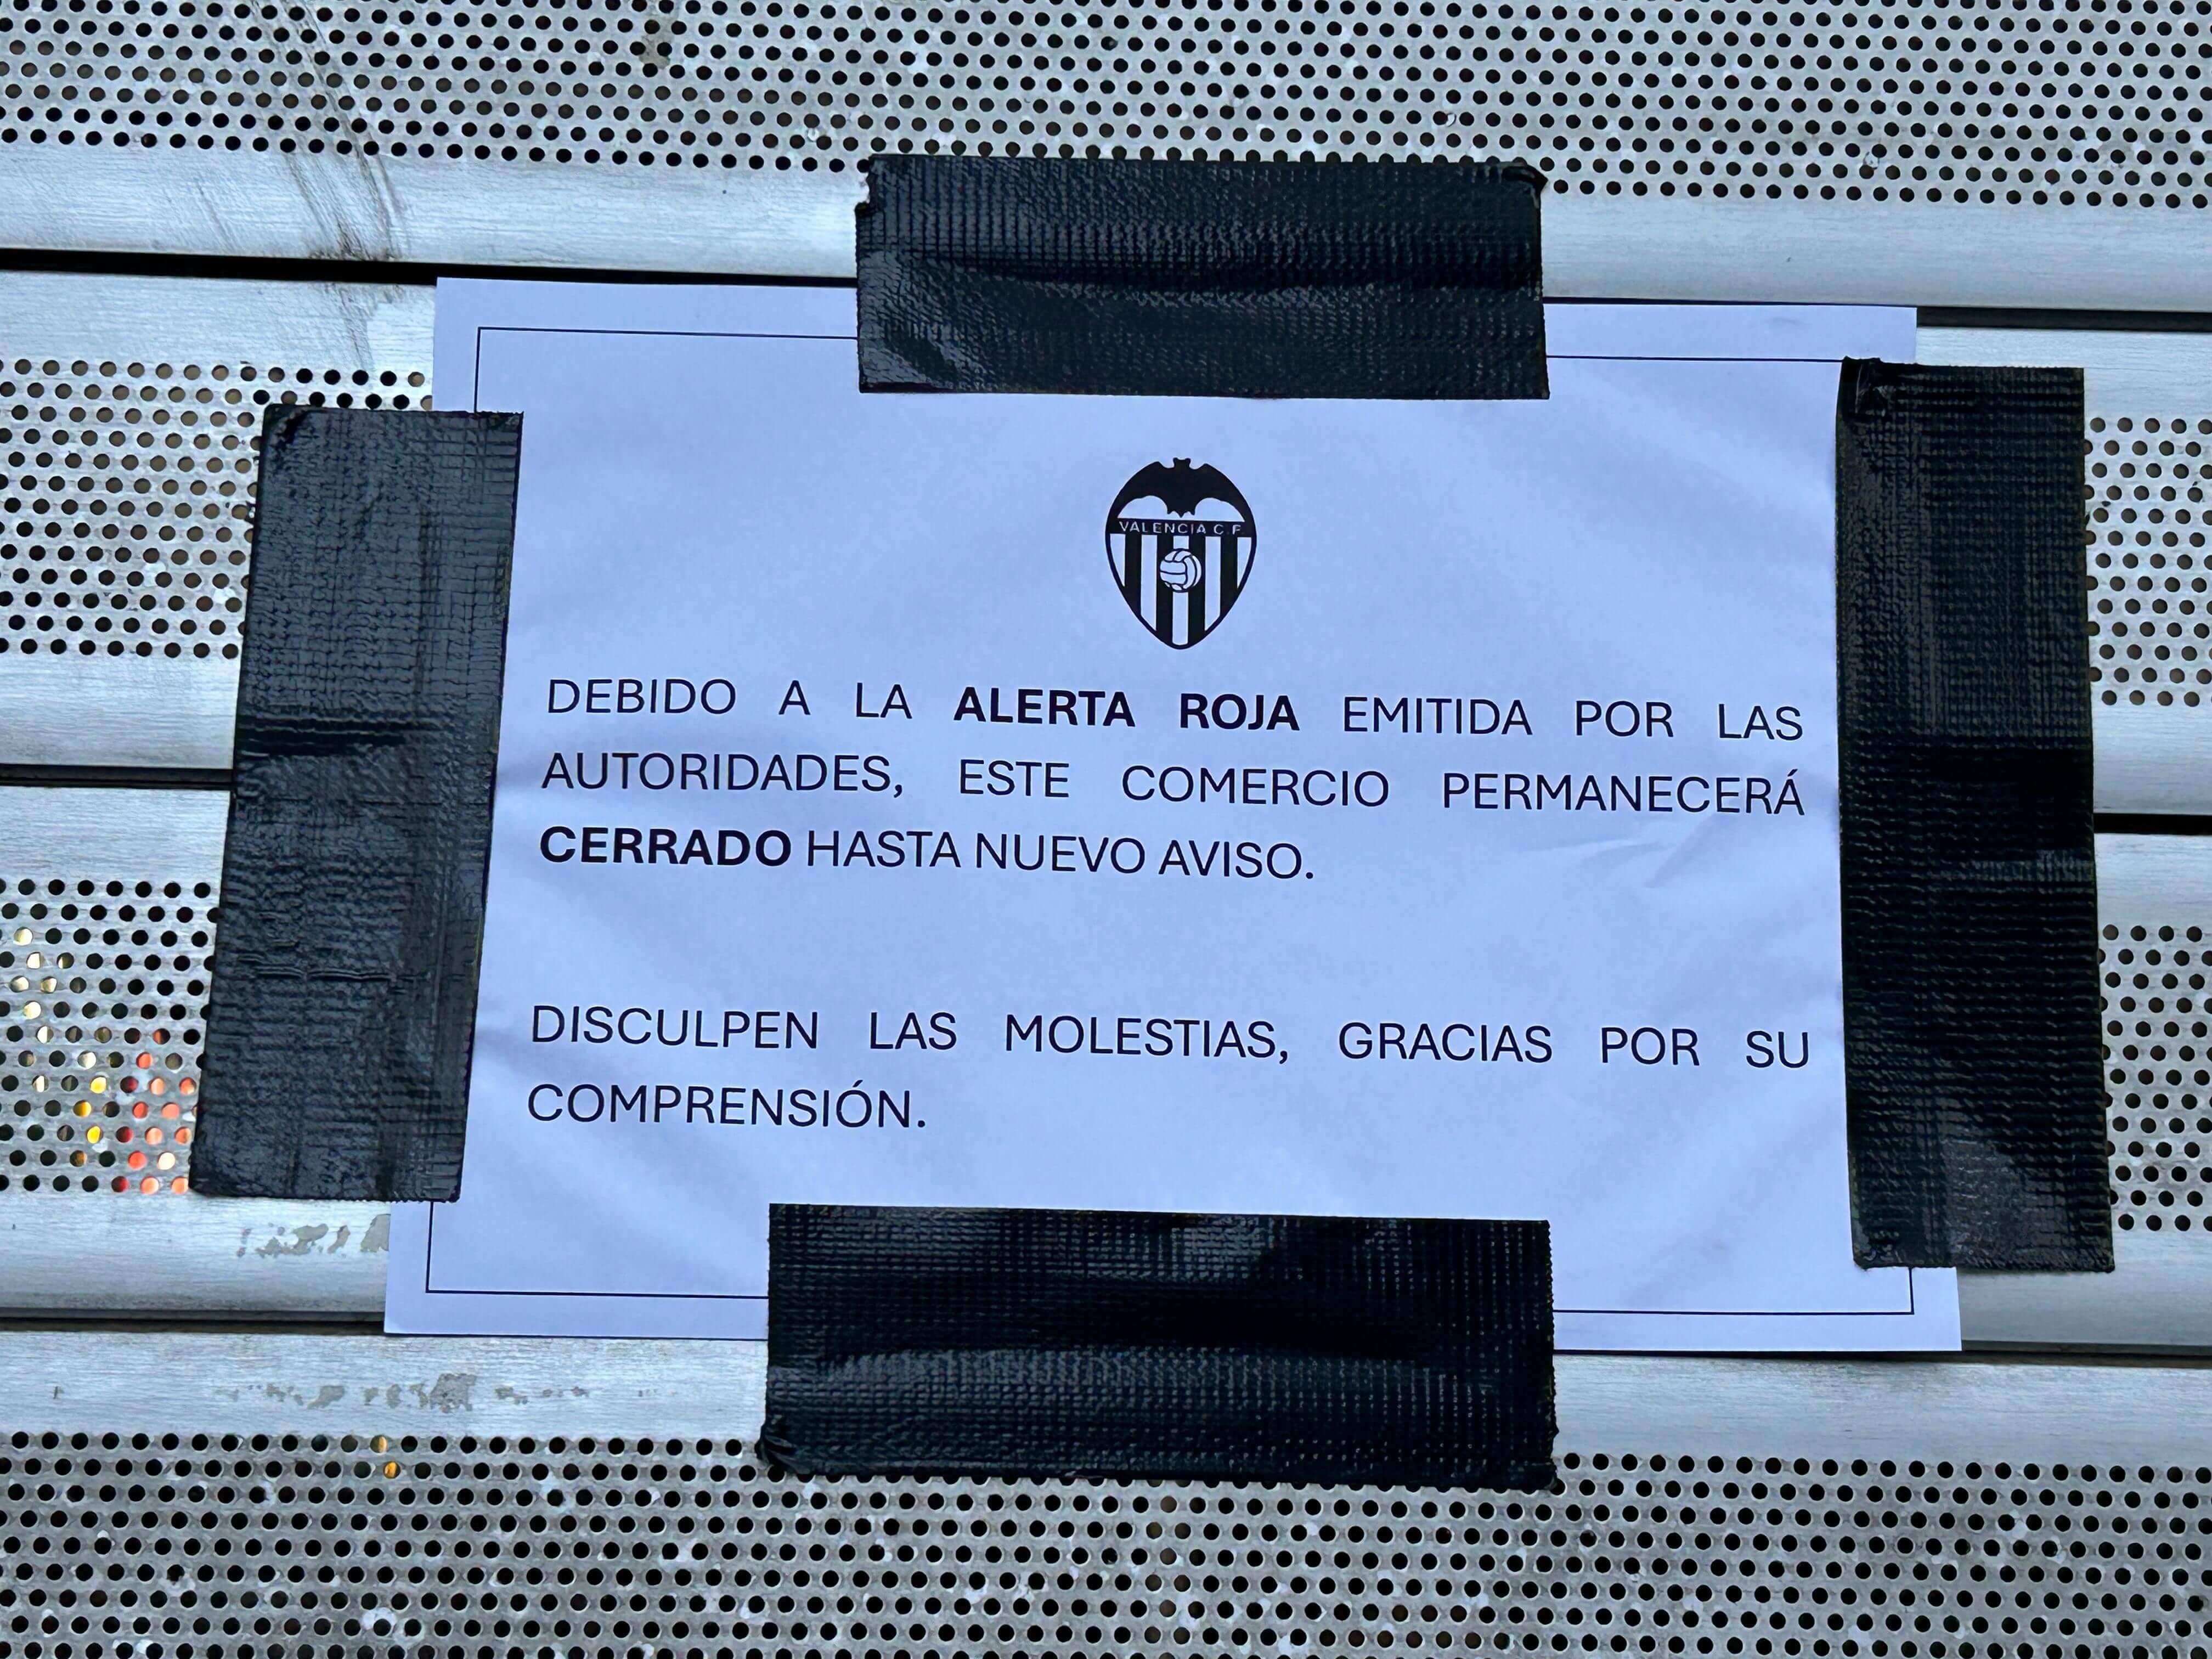 VALENCIA C F
DEBIDO A LA ALERTA ROJA EMITIDA POR LAS
AUTORIDADES, ESTE COMERCIO PERMANECERÁ
CERRADO HASTA NUEVO AVISO.
DISCULPEN LAS MOLESTIAS, GRACIAS POR SU
COMPRENSIÓN.